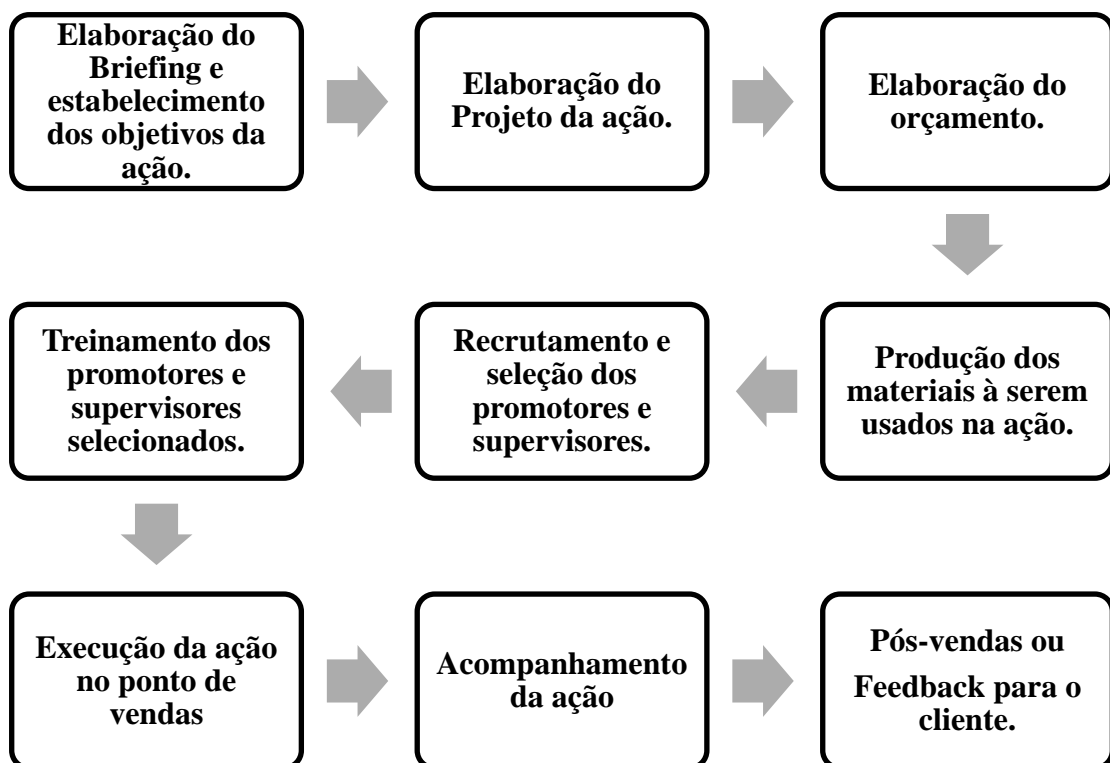 Elaboração do
Briefing e
estabelecimento
dos objetivos da
ação.
Elaboração do
Projeto da ação.
Elaboração do
orçamento.
Produção dos
materiais à serem
usados na ação.
Recrutamento e
seleção dos
promotores e
supervisores.
Treinamento dos
promotores e
supervisores
selecionados.
Execução da ação
no ponto de
vendas
Acompanhamento
da ação
Pós-vendas ou
Feedback para o
cliente.